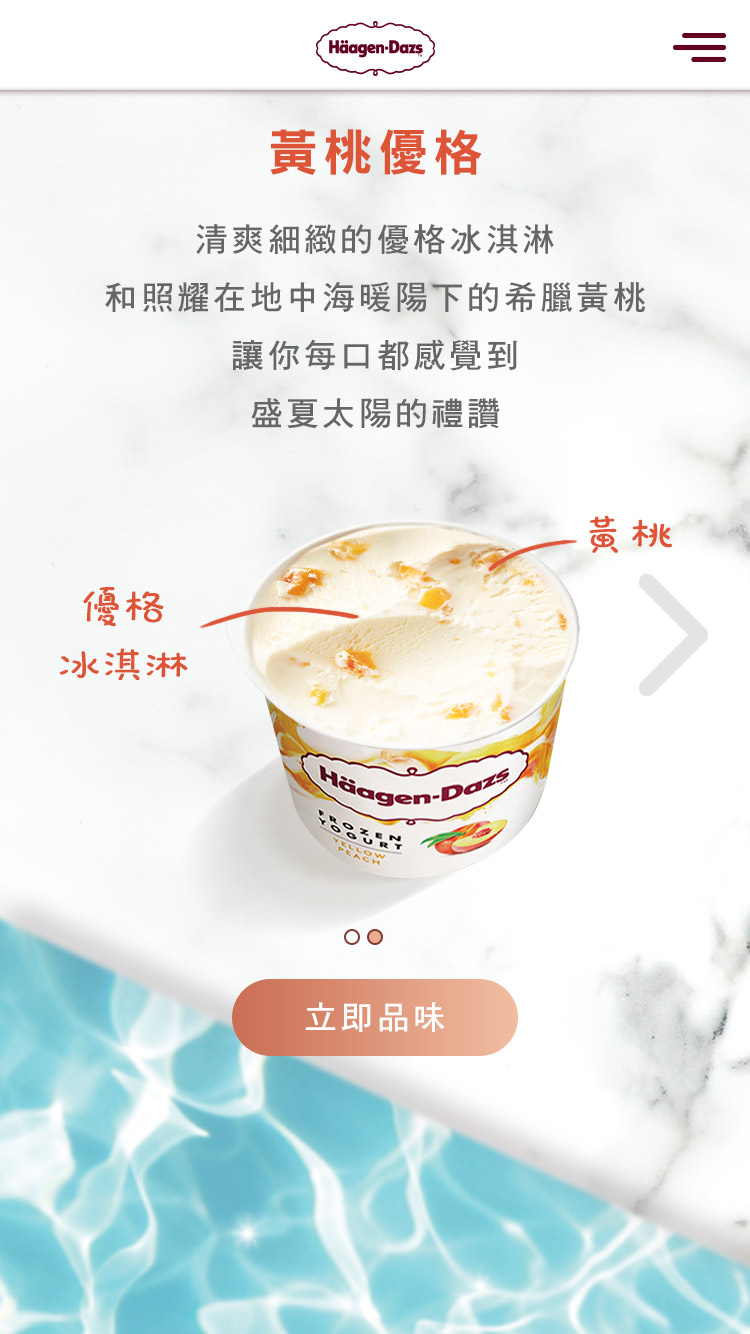 Häagen-Dazs
黃桃優格
清爽細緻的優格冰淇淋
和照耀在地中海暖陽下的希臘黃桃
讓你每口都感覺到
盛夏太陽的禮讚
黃桃
優格
冰淇淋
Häagen-Dazs
FROZEN
YOGURT
YELLOW
PEACH
立即品味